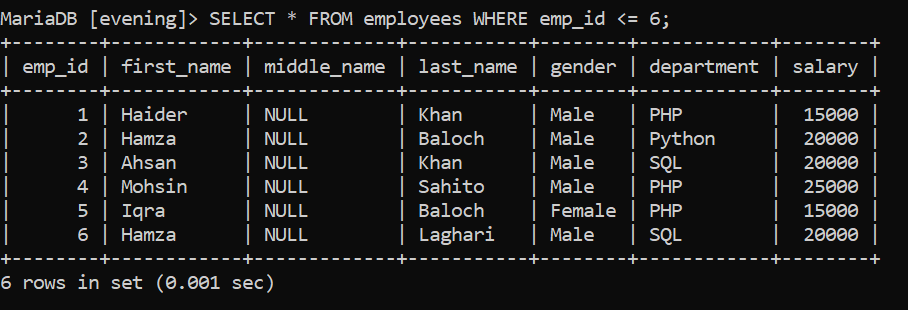 MariaDB [evening]> SELECT * FROM employees WHERE emp_id <= 6;
+--------+------------+-------------+-----------+--------+------------+--------+
| emp_id | first_name | middle_name | last_name | gender | department | salary |
+--------+------------+-------------+-----------+--------+------------+--------+
|      1 | Haider     | NULL        | Khan      | Male   | PHP        |  15000 |
|      2 | Hamza      | NULL        | Baloch    | Male   | Python     |  20000 |
|      3 | Ahsan      | NULL        | Khan      | Male   | SQL        |  20000 |
|      4 | Mohsin     | NULL        | Sahito    | Male   | PHP        |  25000 |
|      5 | Iqra       | NULL        | Baloch    | Female | PHP        |  15000 |
|      6 | Hamza      | NULL        | Laghari   | Male   | SQL        |  20000 |
+--------+------------+-------------+-----------+--------+------------+--------+
6 rows in set (0.001 sec)